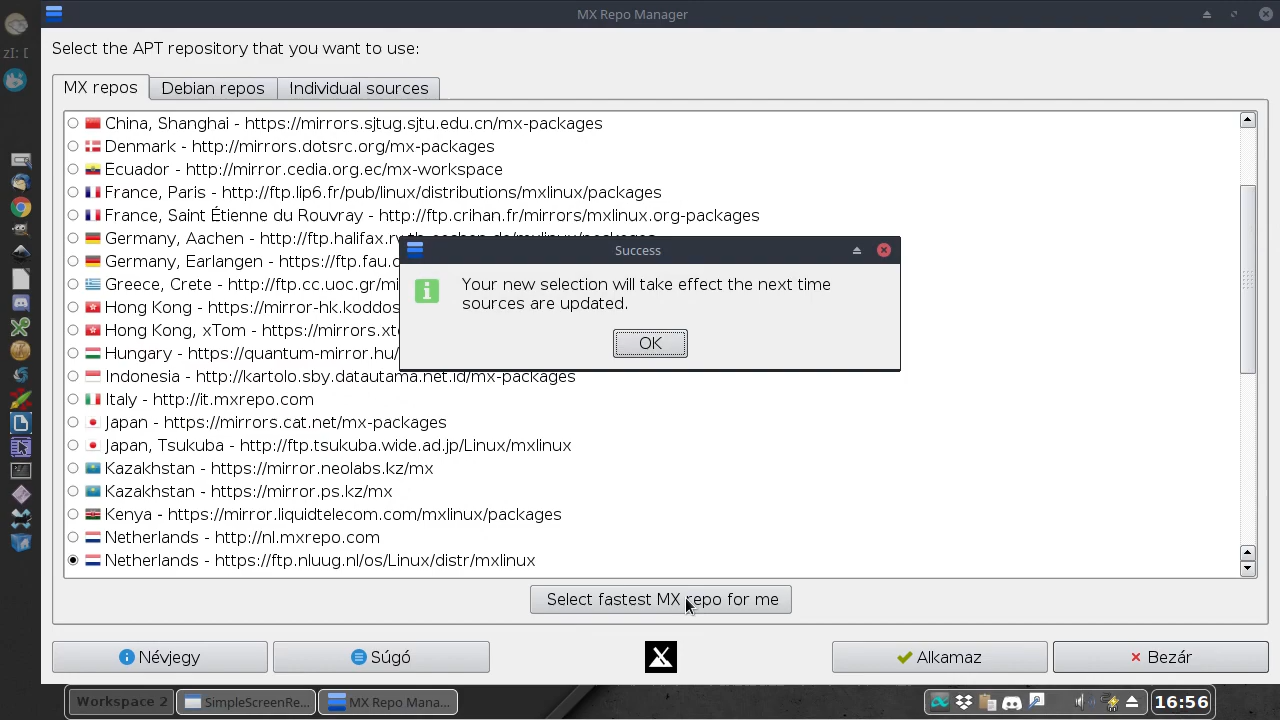 MX Repo Manager
zI: [
Select the APT repository that you want to use:
MX repos Debian repos Individual sources
China, Shanghai - https://mirrors.sjtug.sjtu.edu.cn/mx-packages
Denmark - http://mirrors.dotsrc.org/mx-packages
Ecuador - http://mirror.cedia.org.ec/mx-workspace
France, Paris - http://ftp.lip6.fr/pub/linux/distributions/mxlinux/packages
France, Saint Étienne du Rouvray - http://ftp.crihan.fr/mirrors/mxlinux.org-packages
Germany, Aachen - http://ftp.halifax.
Germany, Earlangen - https://ftp.fau.
Greece, Crete - http://ftp.cc.uoc.gr/mi
Hong Kong - https://mirror-hk.koddos
Hong Kong, xTom - https://mirrors.xto
Hungary - https://quantum-mirror.hu/
Indonesia - http://kartolo.sby.datautama.net.id/mx-packages
Italy - http://it.mxrepo.com
Japan - https://mirrors.cat.net/mx-packages
Japan, Tsukuba - http://ftp.tsukuba.wide.ad.jp/Linux/mxlinux
Kazakhstan - https://mirror.neolabs.kz/mx
Kazakhstan - https://mirror.ps.kz/mx
Kenya - https://mirror.liquidtelecom.com/mxlinux/packages
Netherlands - http://nl.mxrepo.com
Netherlands - https://ftp.nluug.nl/os/Linux/distr/mxlinux
Success
Your new selection will take effect the next time
sources are updated.
OK
Select fastest MX repo for me
Névjegy Súgó Alkamaz Bezár
Workspace 2 SimpleScreenRe... MX Repo Mana... 16:56